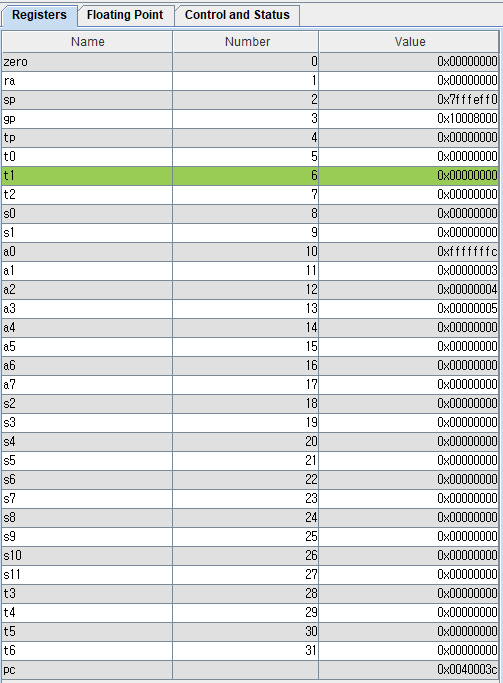 Registers Floating Point Control and Status
Name Number Value
zero 0 0x00000000
ra 1 0x00000000
sp 2 0x7fffeff0
gp 3 0x10008000
tp 4 0x00000000
t0 5 0x00000000
t1 6 0x00000000
t2 7 0x00000000
s0 8 0x00000000
s1 9 0x00000000
a0 10 0xfffffffc
a1 11 0x00000003
a2 12 0x00000004
a3 13 0x00000005
a4 14 0x00000000
a5 15 0x00000000
a6 16 0x00000000
a7 17 0x00000000
s2 18 0x00000000
s3 19 0x00000000
s4 20 0x00000000
s5 21 0x00000000
s6 22 0x00000000
s7 23 0x00000000
s8 24 0x00000000
s9 25 0x00000000
s10 26 0x00000000
s11 27 0x00000000
t3 28 0x00000000
t4 29 0x00000000
t5 30 0x00000000
t6 31 0x00000000
pc 0x0040003c